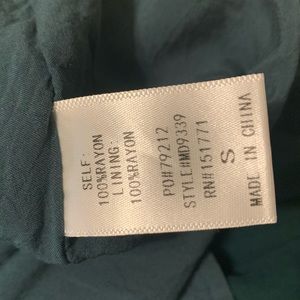 SELF:
100%RAYON
LINING:
100%RAYON
PO#79212
STYLE#MD9339
RN#151771
S
MADE IN CHINA